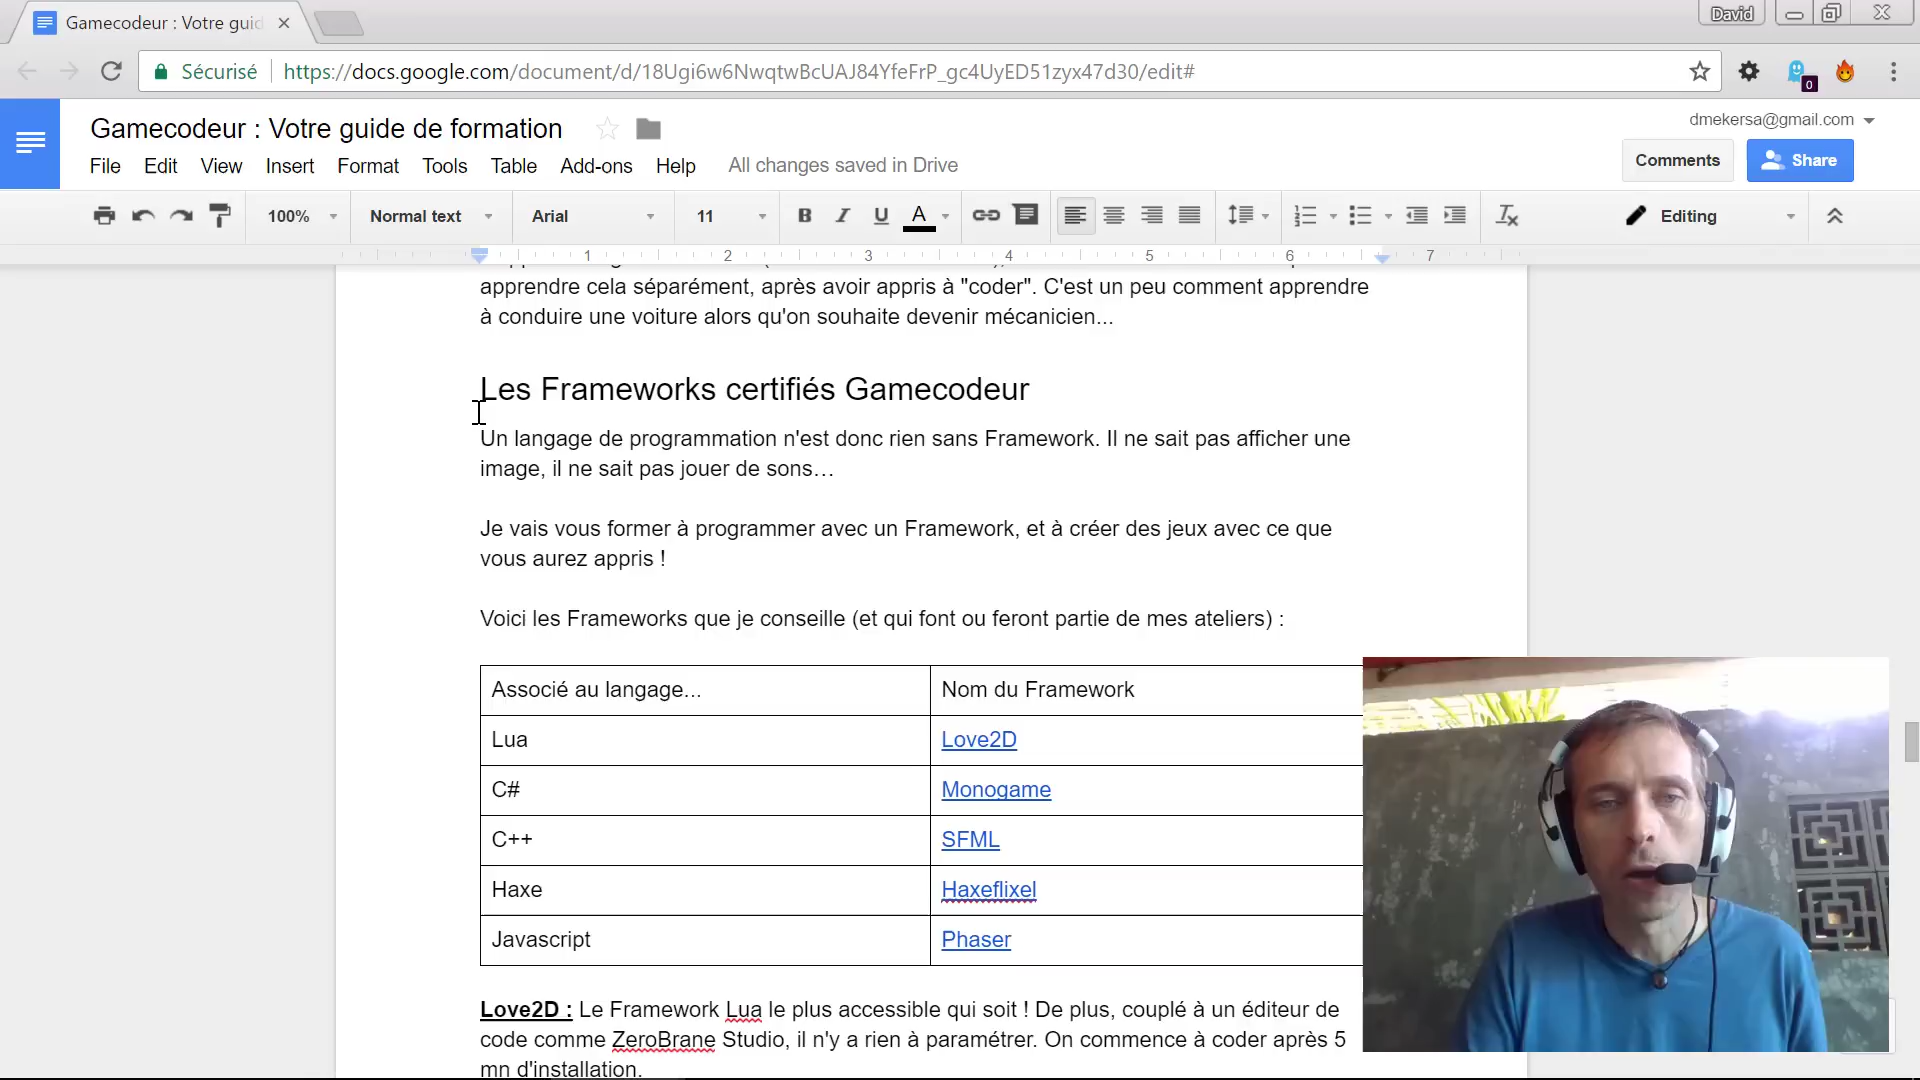 Gamecodeur : Votre guid
David
Sécurisé
https://docs.google.com/document/d/18Ugi6w6NwqtwBcUAJ84YfeFrP_gc4UyED51zyx47d30/edit#
0
Gamecodeur : Votre guide de formation
dmekersa@gmail.com
File Edit View Insert Format Tools Table Add-ons Help All changes saved in Drive
Comments
Share
100% Normal text Arial 11 B I U A Editing
1 2 3 4 5 6 7
apprendre cela séparément, après avoir appris à "coder". C'est un peu comment apprendre
à conduire une voiture alors qu'on souhaite devenir mécanicien...
Les Frameworks certifiés Gamecodeur
Un langage de programmation n'est donc rien sans Framework. Il ne sait pas afficher une
image, il ne sait pas jouer de sons…
Je vais vous former à programmer avec un Framework, et à créer des jeux avec ce que
vous aurez appris !
Voici les Frameworks que je conseille (et qui font ou feront partie de mes ateliers) :
Associé au langage... Nom du Framework
Lua Love2D
C# Monogame
C++ SFML
Haxe Haxeflixel
Javascript Phaser
Love2D : Le Framework Lua le plus accessible qui soit ! De plus, couplé à un éditeur de
code comme ZeroBrane Studio, il n'y a rien à paramétrer. On commence à coder après 5
mn d'installation.